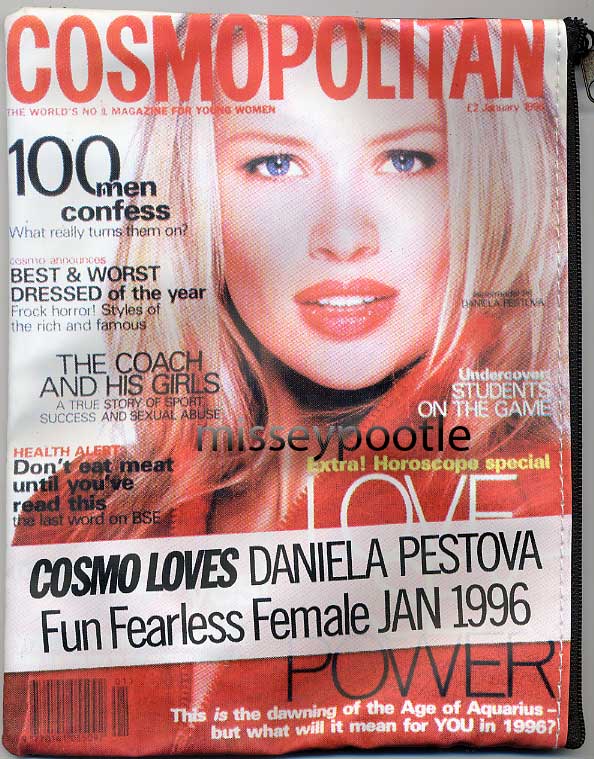 COSMOPOLITAN
THE WORLD'S NO 1 MAGAZINE FOR YOUNG WOMEN
£2 January 1996
100 men
confess
What really turns them on?
cosmo announces
BEST & WORST
DRESSED of the year
Frock horror! Styles of
the rich and famous
supermodel
DANIELA PESTOVA
THE COACH
AND HIS GIRLS
A TRUE STORY OF SPORT,
SUCCESS AND SEXUAL ABUSE
Undercover:
STUDENTS
ON THE GAME
misseypootle
HEALTH ALERT
Don't eat meat
until you've
read this
the last word on BSE
Extra! Horoscope special
LOVE
COSMO LOVES DANIELA PESTOVA
Fun Fearless Female JAN 1996
POWER
This is the dawning of the Age of Aquarius –
but what will it mean for YOU in 1996?
01